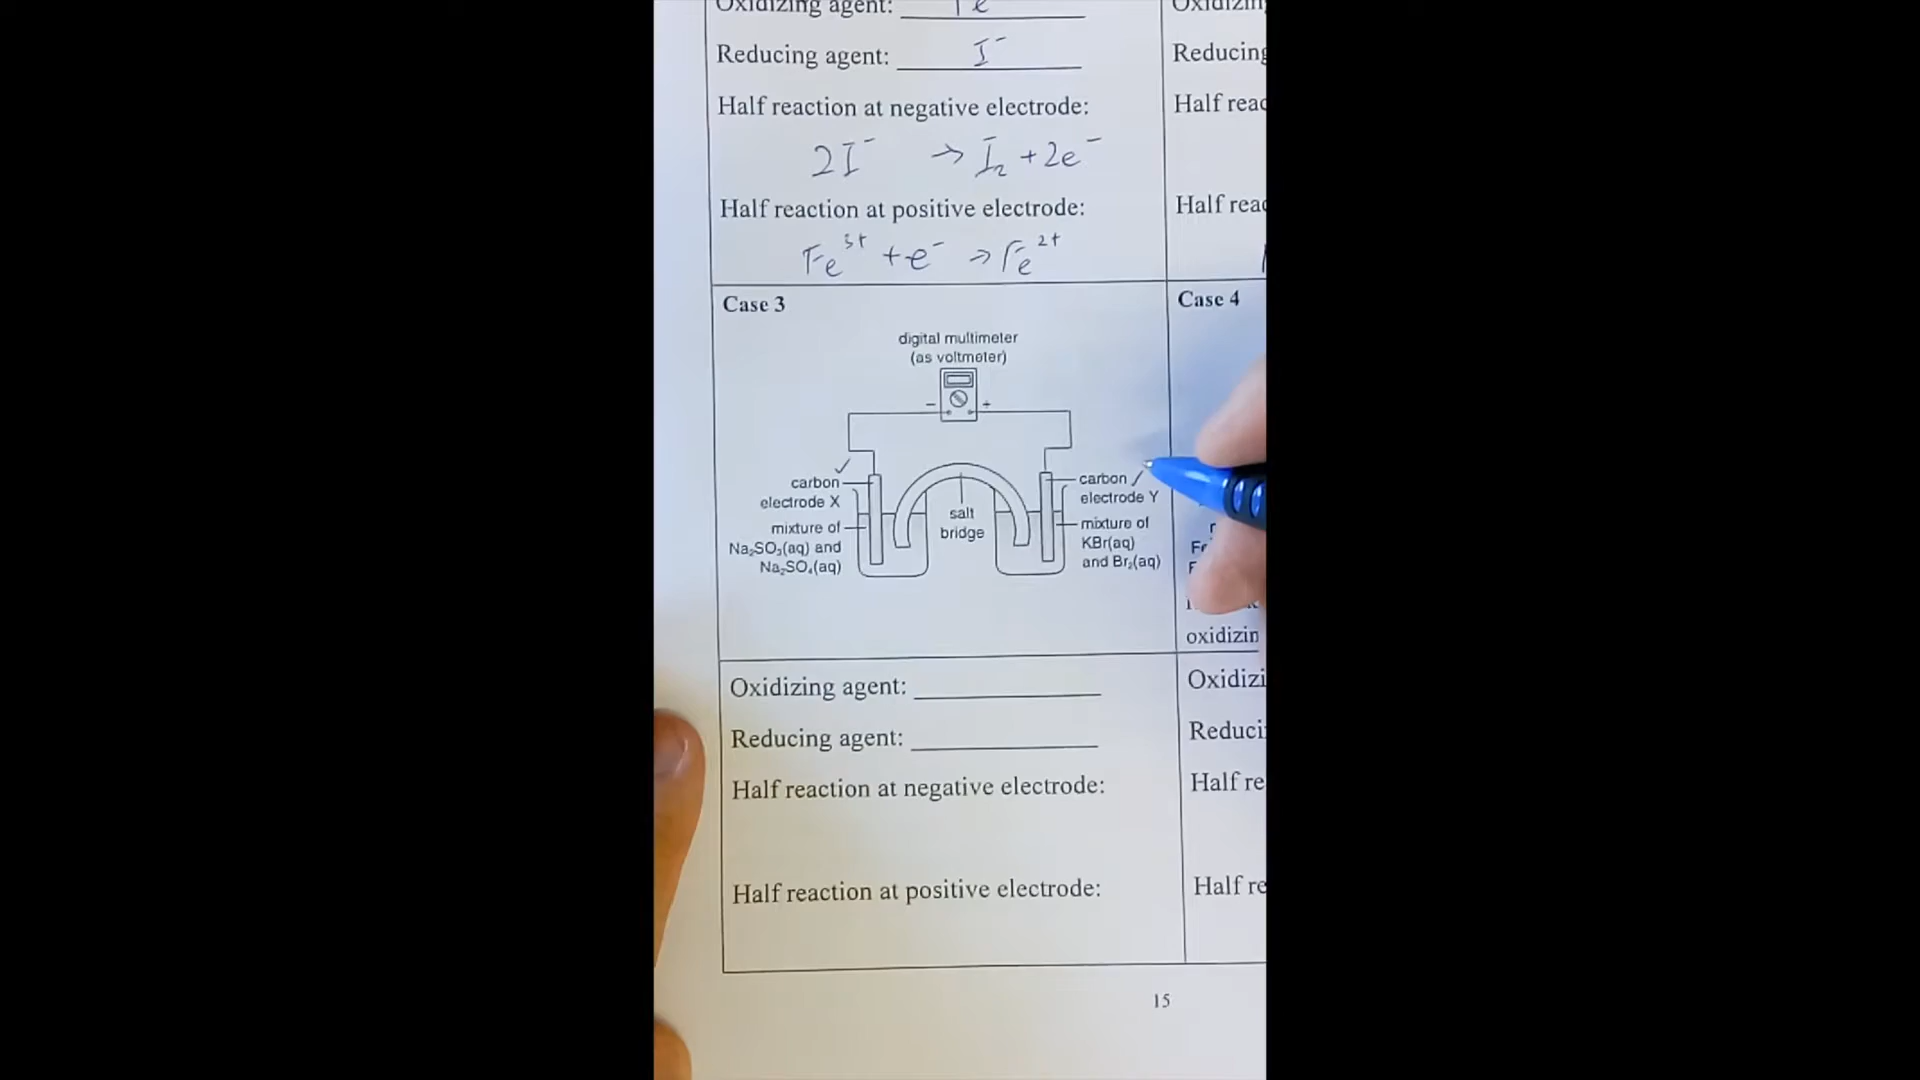 Oxidizing agent: Fe
Reducing agent: I⁻
Reducing
Half reaction at negative electrode:
Half reac
2I⁻ → I₂ + 2e⁻
Half reaction at positive electrode:
Half reac
Fe³⁺ + e⁻ → Fe²⁺
Case 3
Case 4
digital multimeter
(as voltmeter)
− +
carbon
electrode X
mixture of
Na₂SO₃(aq) and
Na₂SO₄(aq)
salt
bridge
carbon
electrode Y
mixture of
KBr(aq)
and Br₂(aq)
oxidizin
Oxidizing agent:
Oxidizi
Reducing agent:
Reduci
Half reaction at negative electrode:
Half re
Half reaction at positive electrode:
Half re
15